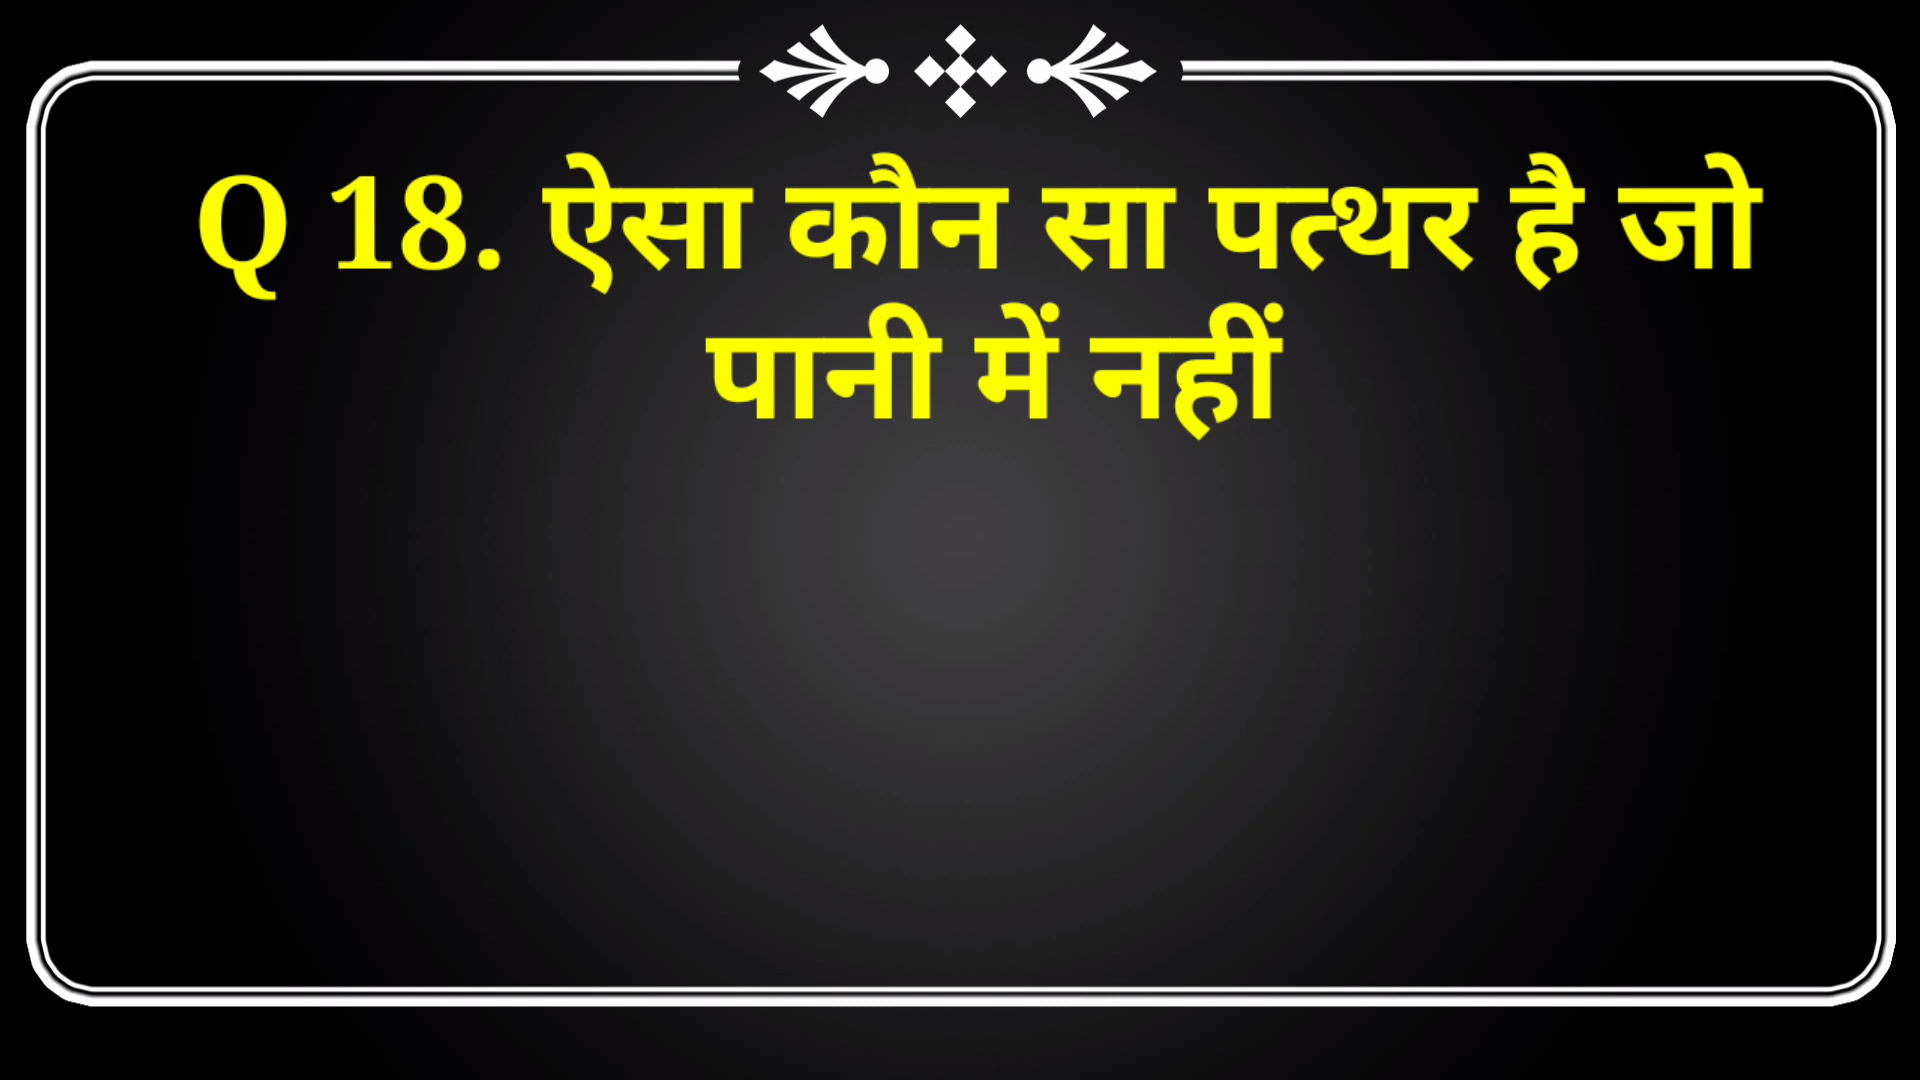 Q 18. ऐसा कौन सा पत्थर है जो
पानी में नहीं